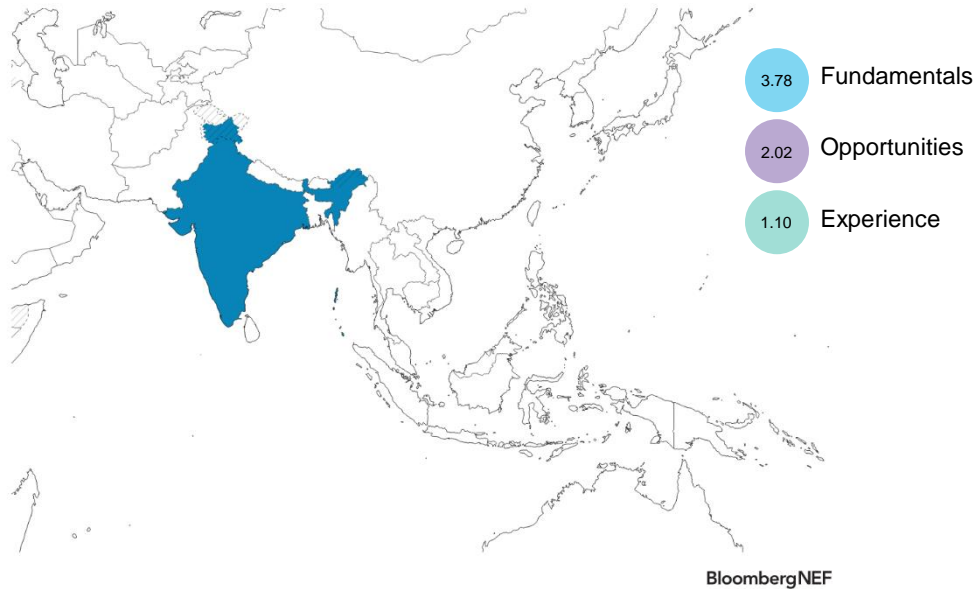 3.78 Fundamentals
2.02 Opportunities
1.10 Experience
BloombergNEF